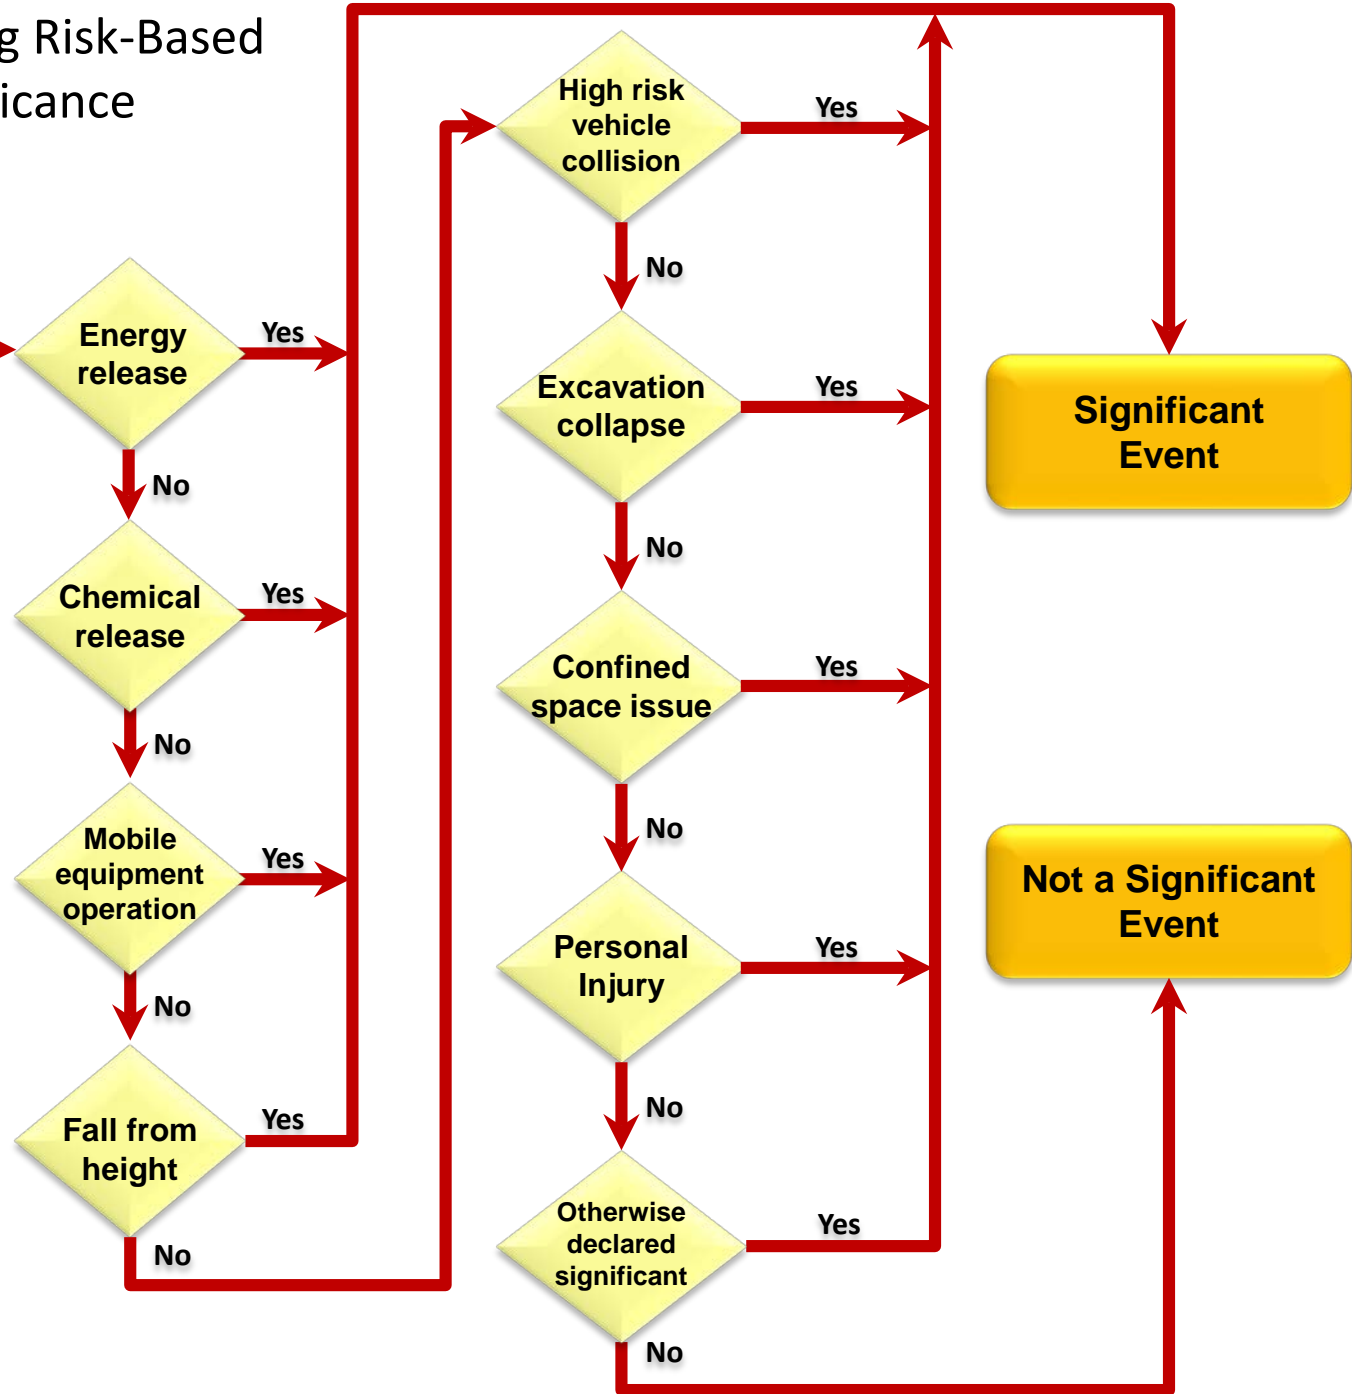 g Risk-Based
icance
Energy
release
Yes
No
Chemical
release
Yes
No
Mobile
equipment
operation
Yes
No
Fall from
height
Yes
No
High risk
vehicle
collision
Yes
No
Excavation
collapse
Yes
No
Confined
space issue
Yes
No
Personal
Injury
Yes
No
Otherwise
declared
significant
Yes
No
Significant
Event
Not a Significant
Event